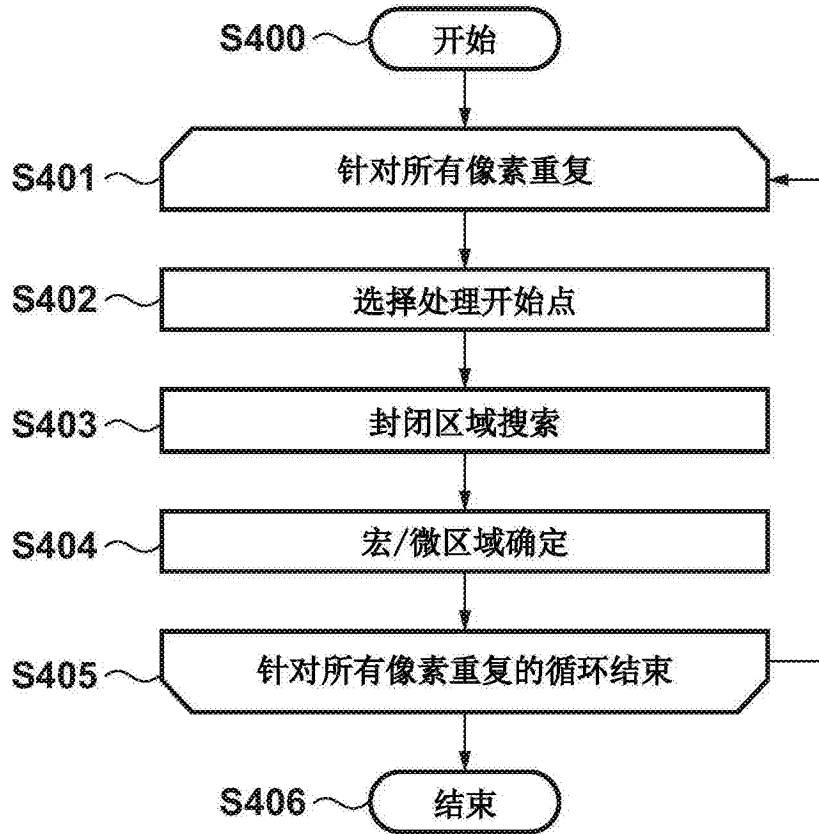 S400 开始
S401 针对所有像素重复
S402 选择处理开始点
S403 封闭区域搜索
S404 宏/微区域确定
S405 针对所有像素重复的循环结束
S406 结束